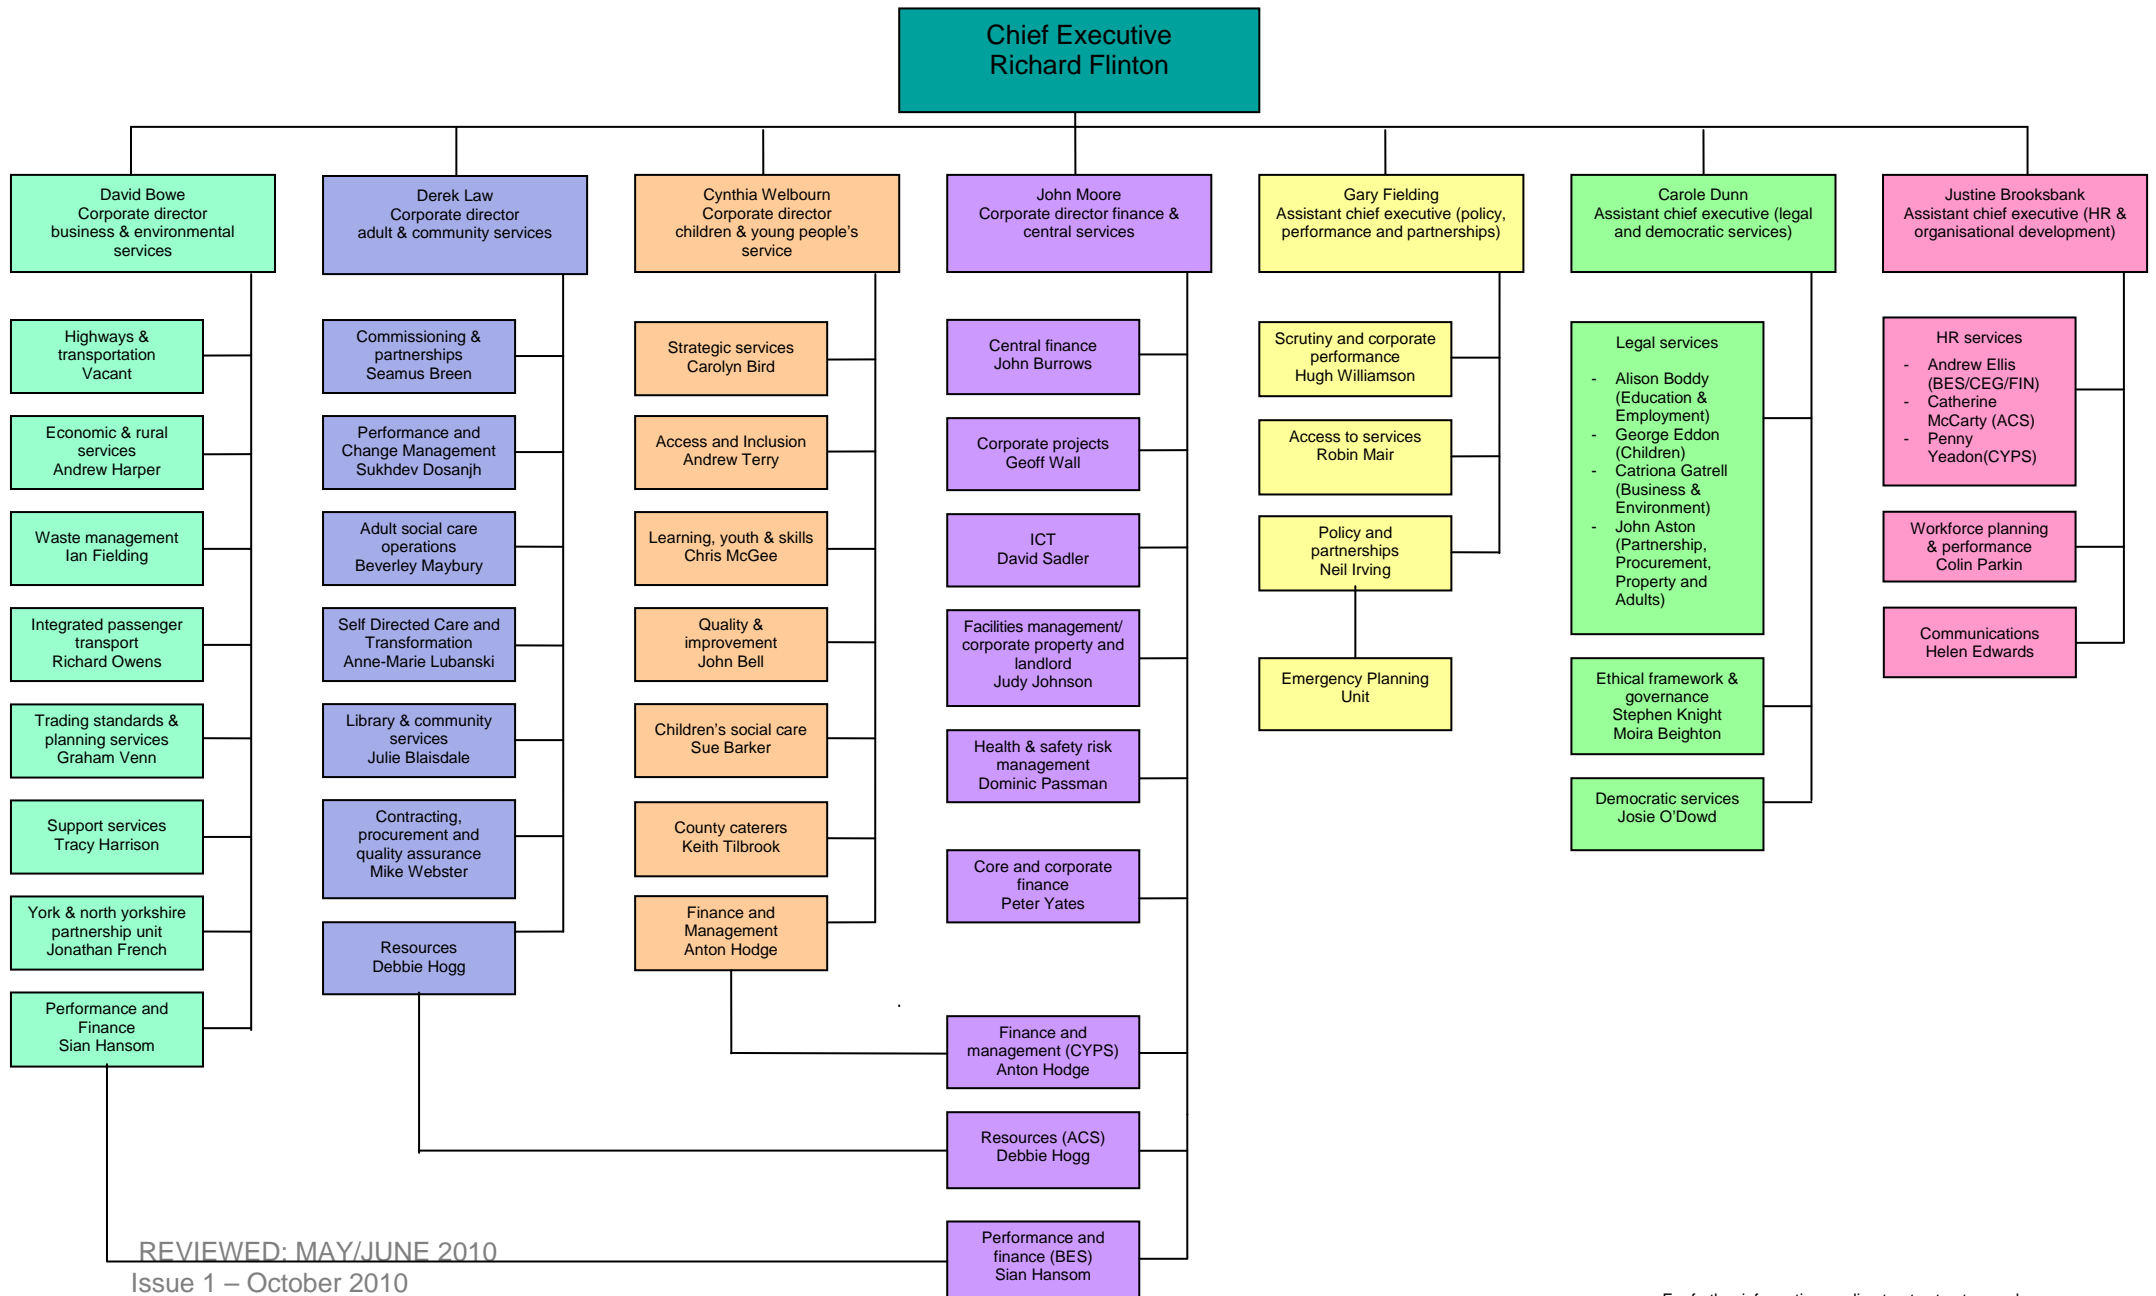 Chief Executive
Richard Flinton
David Bowe
Corporate director
business & environmental
services
Highways &
transportation
Vacant
Economic & rural
services
Andrew Harper
Waste management
Ian Fielding
Integrated passenger
transport
Richard Owens
Trading standards &
planning services
Graham Venn
Support services
Tracy Harrison
York & north yorkshire
partnership unit
Jonathan French
Performance and
Finance
Sian Hansom
Derek Law
Corporate director
adult & community services
Commissioning &
partnerships
Seamus Breen
Performance and
Change Management
Sukhdev Dosanjh
Adult social care
operations
Beverley Maybury
Self Directed Care and
Transformation
Anne-Marie Lubanski
Library & community
services
Julie Blaisdale
Contracting,
procurement and
quality assurance
Mike Webster
Resources
Debbie Hogg
Cynthia Welbourn
Corporate director
children & young people's
service
Strategic services
Carolyn Bird
Access and Inclusion
Andrew Terry
Learning, youth & skills
Chris McGee
Quality &
improvement
John Bell
Children's social care
Sue Barker
County caterers
Keith Tilbrook
Finance and
Management
Anton Hodge
John Moore
Corporate director finance &
central services
Central finance
John Burrows
Corporate projects
Geoff Wall
ICT
David Sadler
Facilities management/
corporate property and
landlord
Judy Johnson
Health & safety risk
management
Dominic Passman
Core and corporate
finance
Peter Yates
.
Finance and
management (CYPS)
Anton Hodge
Resources (ACS)
Debbie Hogg
Performance and
finance (BES)
Sian Hansom
Gary Fielding
Assistant chief executive (policy,
performance and partnerships)
Scrutiny and corporate
performance
Hugh Williamson
Access to services
Robin Mair
Policy and
partnerships
Neil Irving
Emergency Planning
Unit
Carole Dunn
Assistant chief executive (legal
and democratic services)
Legal services
- Alison Boddy
(Education &
Employment)
- George Eddon
(Children)
- Catriona Gatrell
(Business &
Environment)
- John Aston
(Partnership,
Procurement,
Property and
Adults)
Ethical framework &
governance
Stephen Knight
Moira Beighton
Democratic services
Josie O'Dowd
Justine Brooksbank
Assistant chief executive (HR &
organisational development)
HR services
- Andrew Ellis
(BES/CEG/FIN)
- Catherine
McCarty (ACS)
- Penny
Yeadon(CYPS)
Workforce planning
& performance
Colin Parkin
Communications
Helen Edwards
REVIEWED: MAY/JUNE 2010
Issue 1 – October 2010